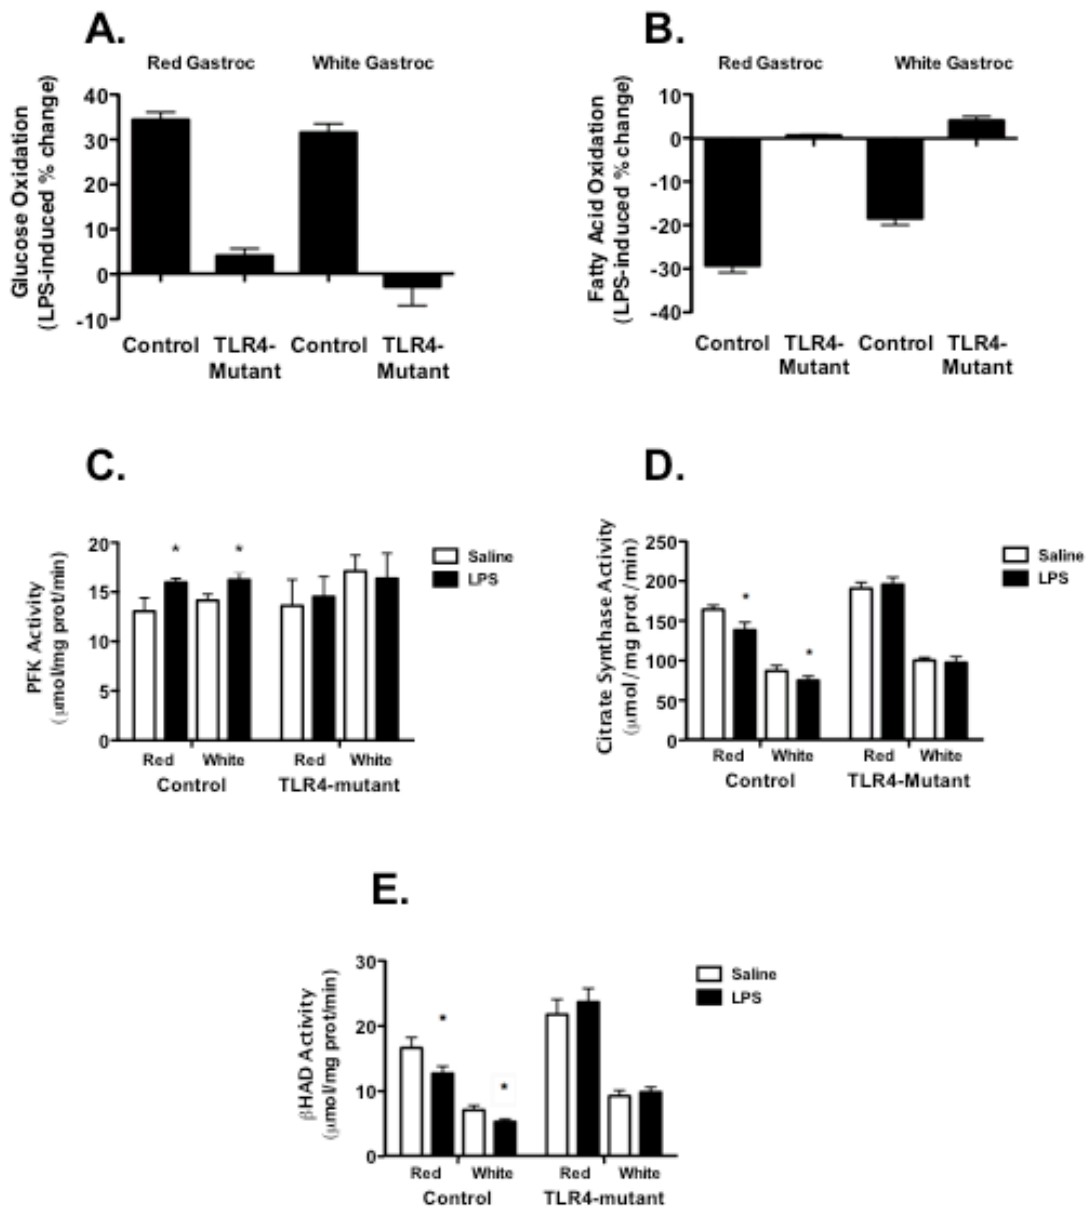 A.
Red Gastroc White Gastroc
Glucose Oxidation
(LPS-induced % change)
40
30
20
10
0
-10
Control TLR4- Control TLR4-
Mutant Mutant
B.
Red Gastroc White Gastroc
Fatty Acid Oxidation
(LPS-induced % change)
10
0
-10
-20
-30
-40
Control TLR4- Control TLR4-
Mutant Mutant
C.
PFK Activity
(μmol/mg prot/min)
20
15
10
5
0
* *
Saline
LPS
Red White Red White
Control TLR4-mutant
D.
Citrate Synthase Activity
(μmol/mg prot/min)
250
200
150
100
50
0
*
*
Saline
LPS
Red White Red White
Control TLR4-Mutant
E.
βHAD Activity
(μmol/mg prot/min)
30
20
10
0
*
*
Saline
LPS
Red White Red White
Control TLR4-mutant